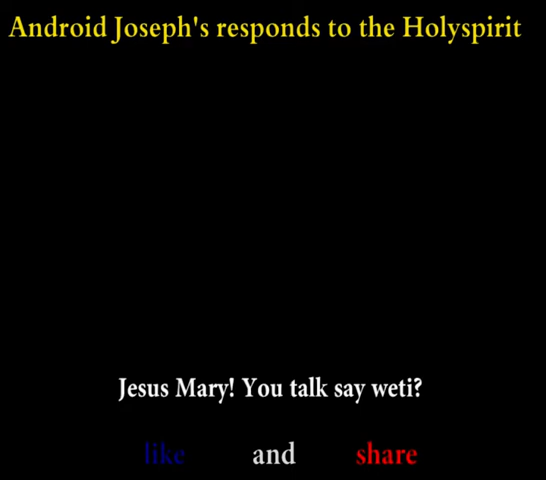 Android Joseph's responds to the Holyspirit
Jesus Mary! You talk say weti?
like and share